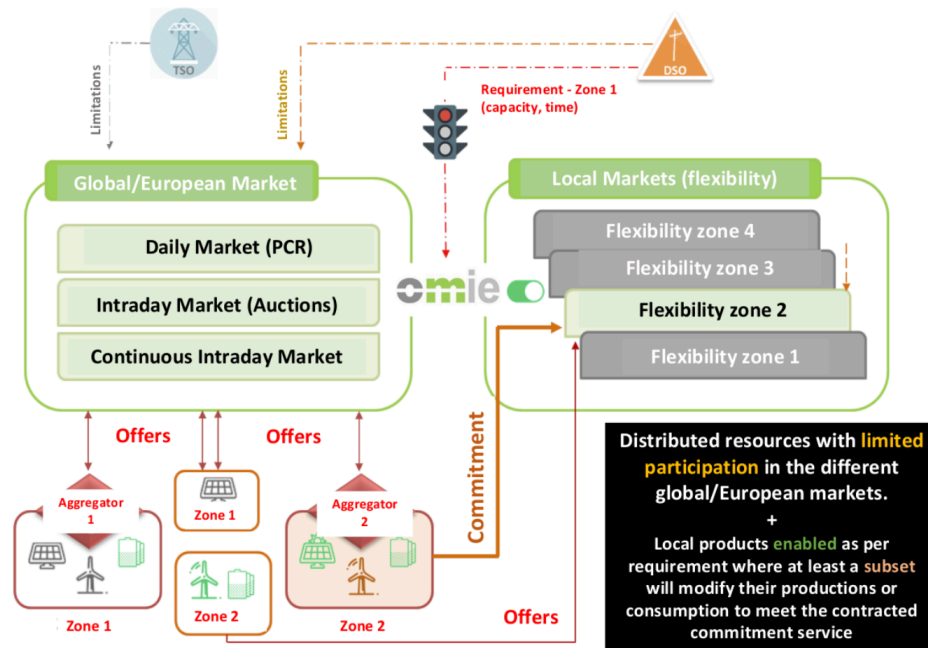 TSO
DSO
Limitations
Limitations
Requirement - Zone 1
(capacity, time)
Global/European Market
Local Markets (flexibility)
Daily Market (PCR)
Intraday Market (Auctions)
Continuous Intraday Market
omie
Flexibility zone 4
Flexibility zone 3
Flexibility zone 2
Flexibility zone 1
Offers
Offers
Commitment
Aggregator
1
Zone 1
Aggregator
2
Zone 1
Zone 2
Zone 2
Offers
Distributed resources with limited
participation in the different
global/European markets.
+
Local products enabled as per
requirement where at least a subset
will modify their productions or
consumption to meet the contracted
commitment service